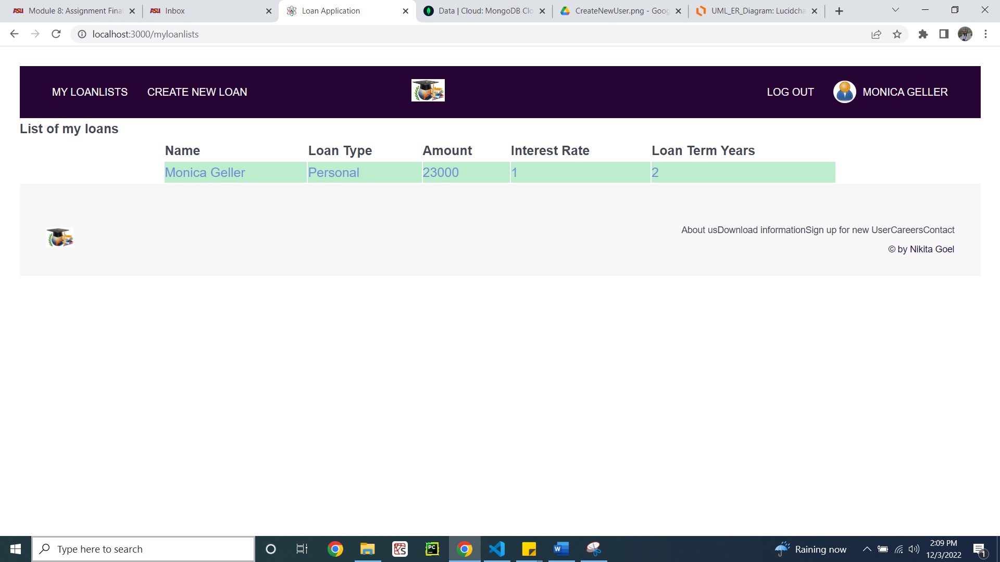 Module 8: Assignment Final
Inbox
Loan Application
Data | Cloud: MongoDB Clo
CreateNewUser.png - Goog
UML_ER_Diagram: Lucidcha
localhost:3000/myloanlists
MY LOANLISTS CREATE NEW LOAN LOG OUT MONICA GELLER
List of my loans
Name Loan Type Amount Interest Rate Loan Term Years
Monica Geller Personal 23000 1 2
About usDownload informationSign up for new UserCareersContact
© by Nikita Goel
Type here to search
Raining now
2:09 PM
12/3/2022
1